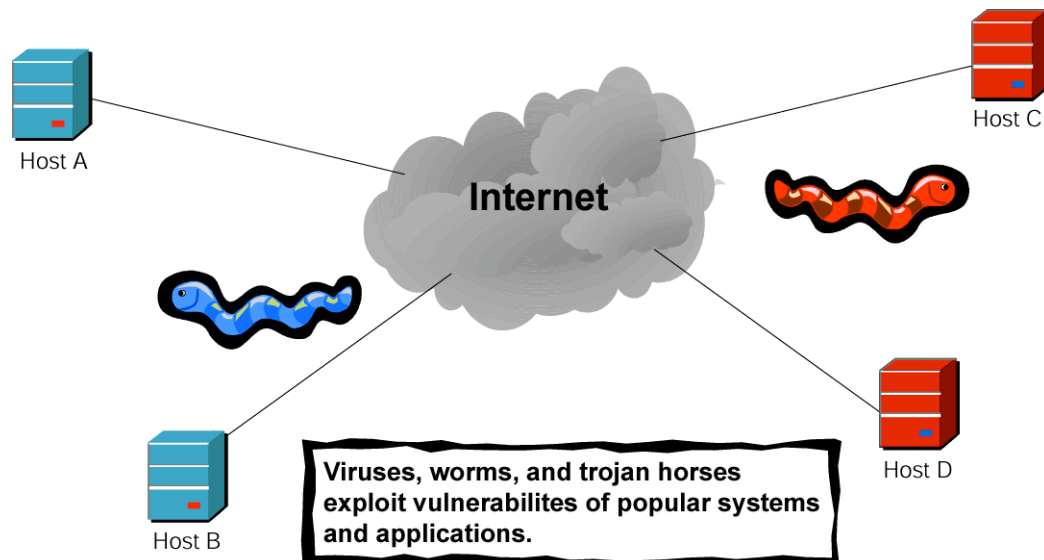 Host A
Host C
Internet
Host B
Host D
Viruses, worms, and trojan horses
exploit vulnerabilites of popular systems
and applications.